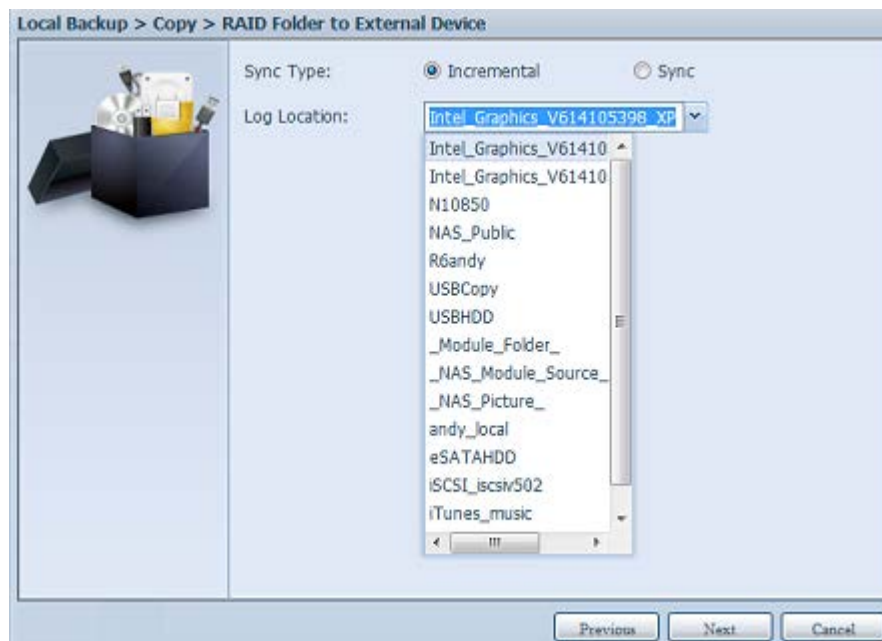 Local Backup > Copy > RAID Folder to External Device
Sync Type: Incremental Sync
Log Location: Intel_Graphics_V614105398_XP
Intel_Graphics_V61410
Intel_Graphics_V61410
N10850
NAS_Public
R6andy
USBCopy
USBHDD
_Module_Folder_
_NAS_Module_Source_
_NAS_Picture_
andy_local
eSATAHDD
iSCSI_iscsiv502
iTunes_music
Previous Next Cancel